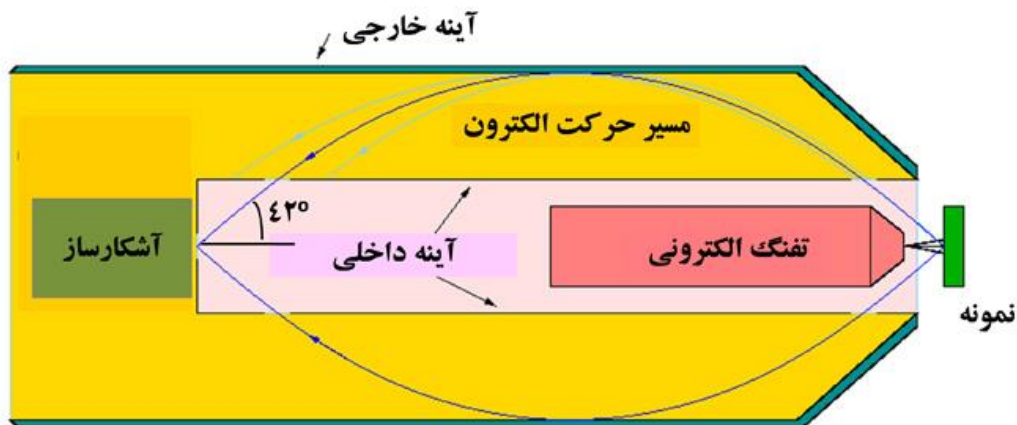 آینه خارجی
مسیر حرکت الکترون
۴۲°
آشکارساز
آینه داخلی
تفنگ الکترونی
نمونه